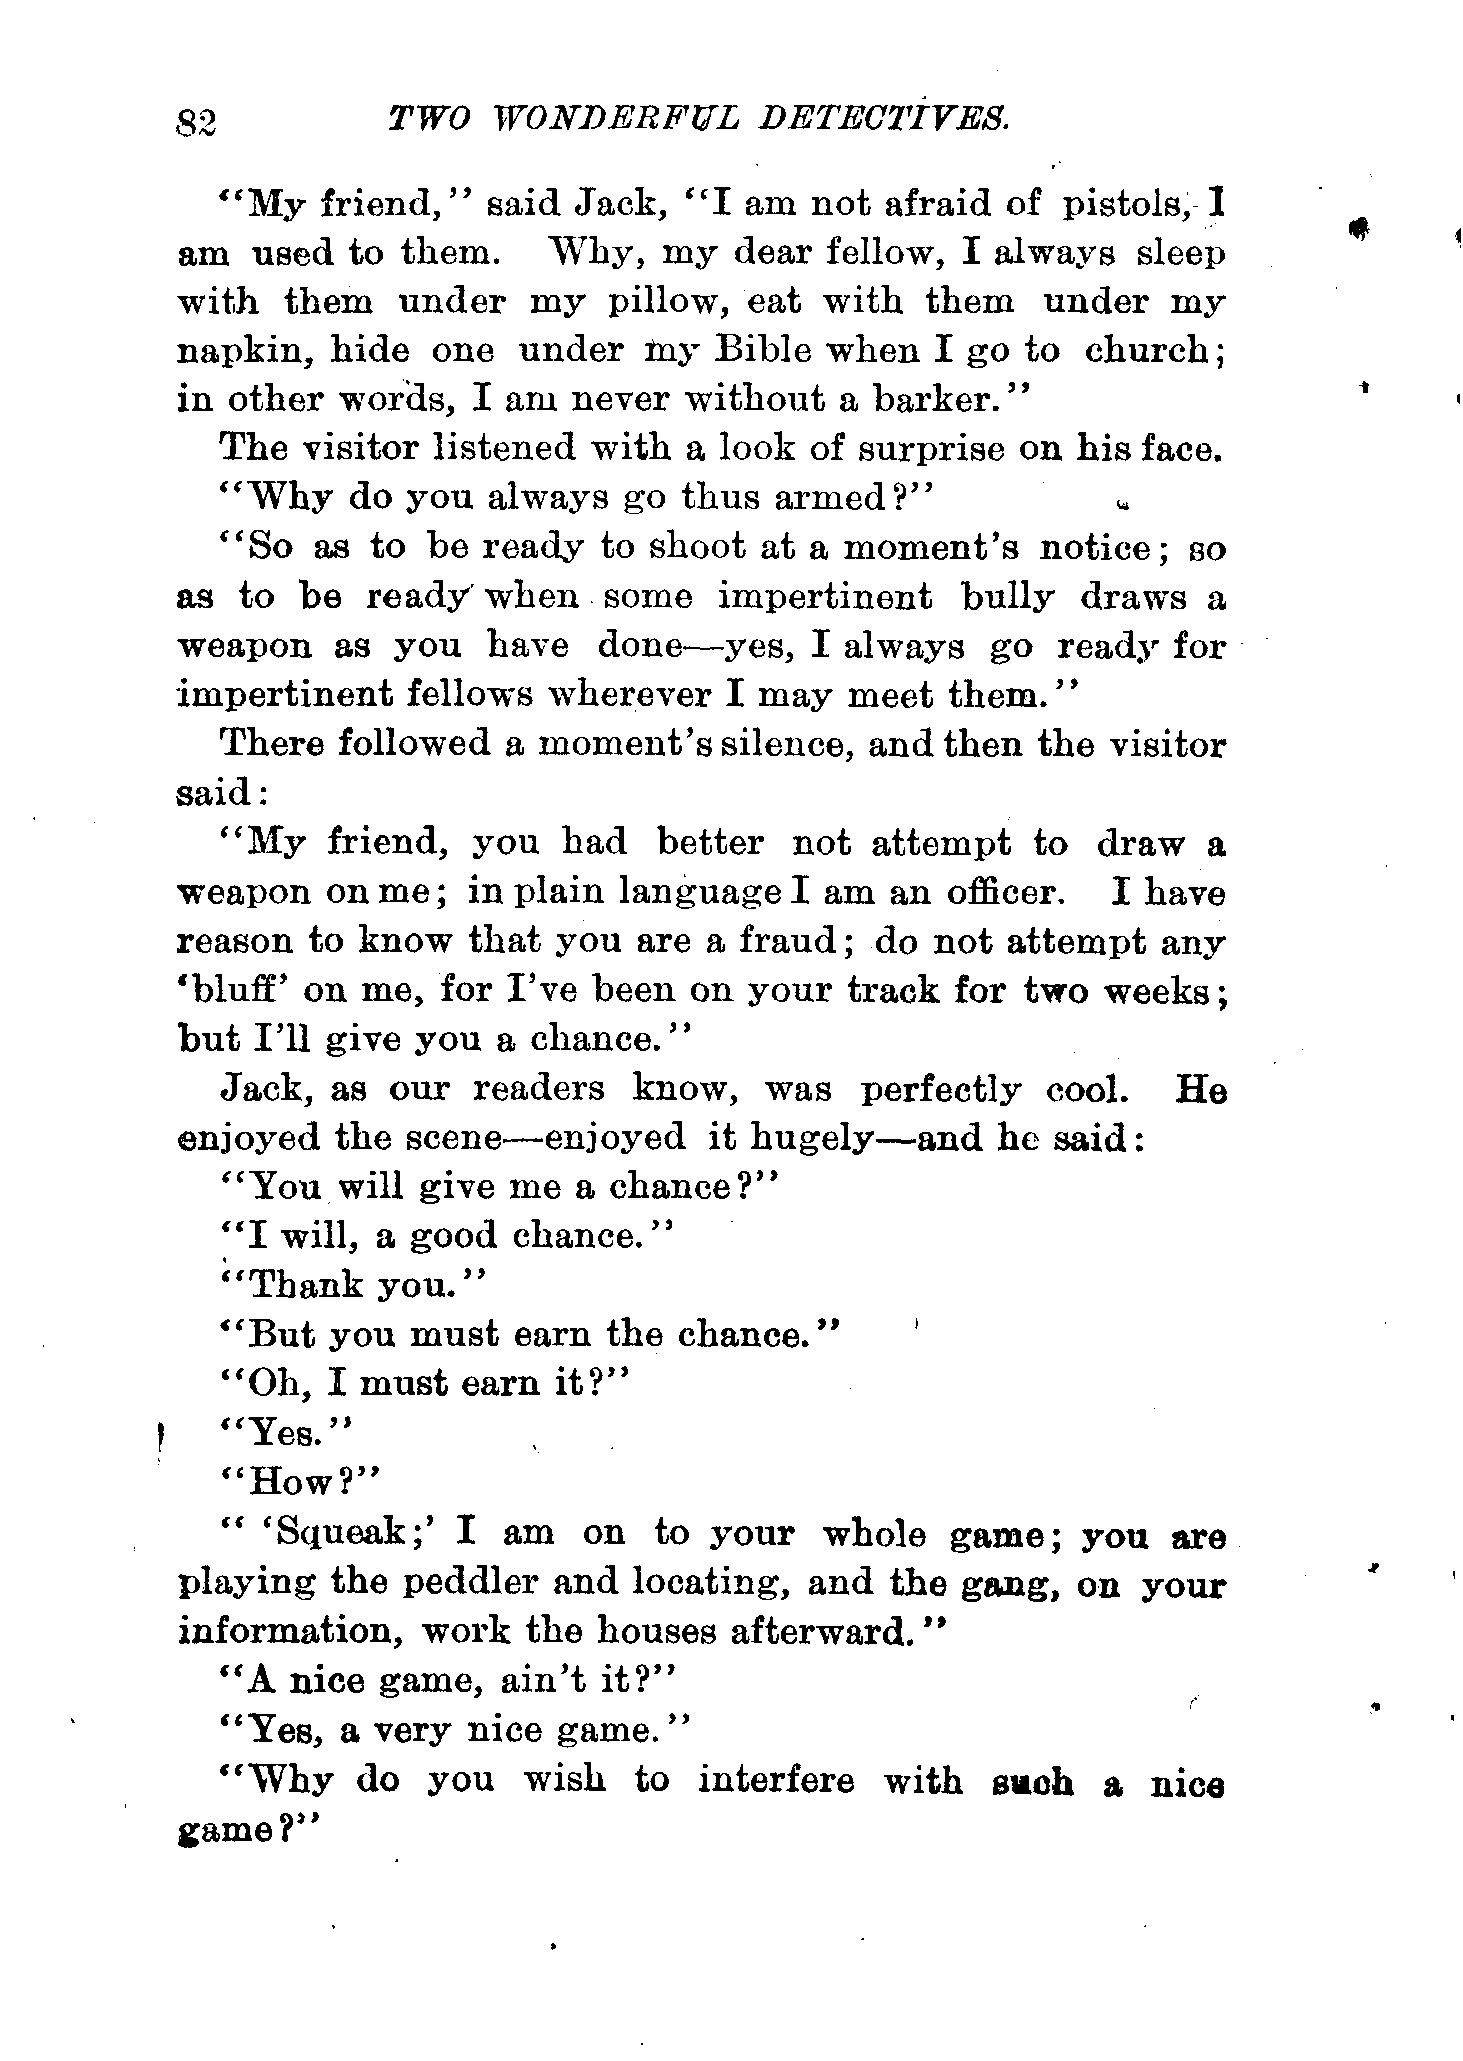 82 TWO WONDERFUL DETECTIVES.
"My friend," said Jack, "I am not afraid of pistols, I
am used to them. Why, my dear fellow, I always sleep
with them under my pillow, eat with them under my
napkin, hide one under my Bible when I go to church;
in other words, I am never without a barker."
The visitor listened with a look of surprise on his face.
"Why do you always go thus armed?"
"So as to be ready to shoot at a moment's notice; so
as to be ready when some impertinent bully draws a
weapon as you have done—yes, I always go ready for
impertinent fellows wherever I may meet them."
There followed a moment's silence, and then the visitor
said:
"My friend, you had better not attempt to draw a
weapon on me; in plain language I am an officer. I have
reason to know that you are a fraud; do not attempt any
'bluff' on me, for I've been on your track for two weeks;
but I'll give you a chance."
Jack, as our readers know, was perfectly cool. He
enjoyed the scene—enjoyed it hugely—and he said:
"You will give me a chance?"
"I will, a good chance."
"Thank you."
"But you must earn the chance."
"Oh, I must earn it?"
"Yes."
"How?"
" 'Squeak;' I am on to your whole game; you are
playing the peddler and locating, and the gang, on your
information, work the houses afterward."
"A nice game, ain't it?"
"Yes, a very nice game."
"Why do you wish to interfere with such a nice
game?"